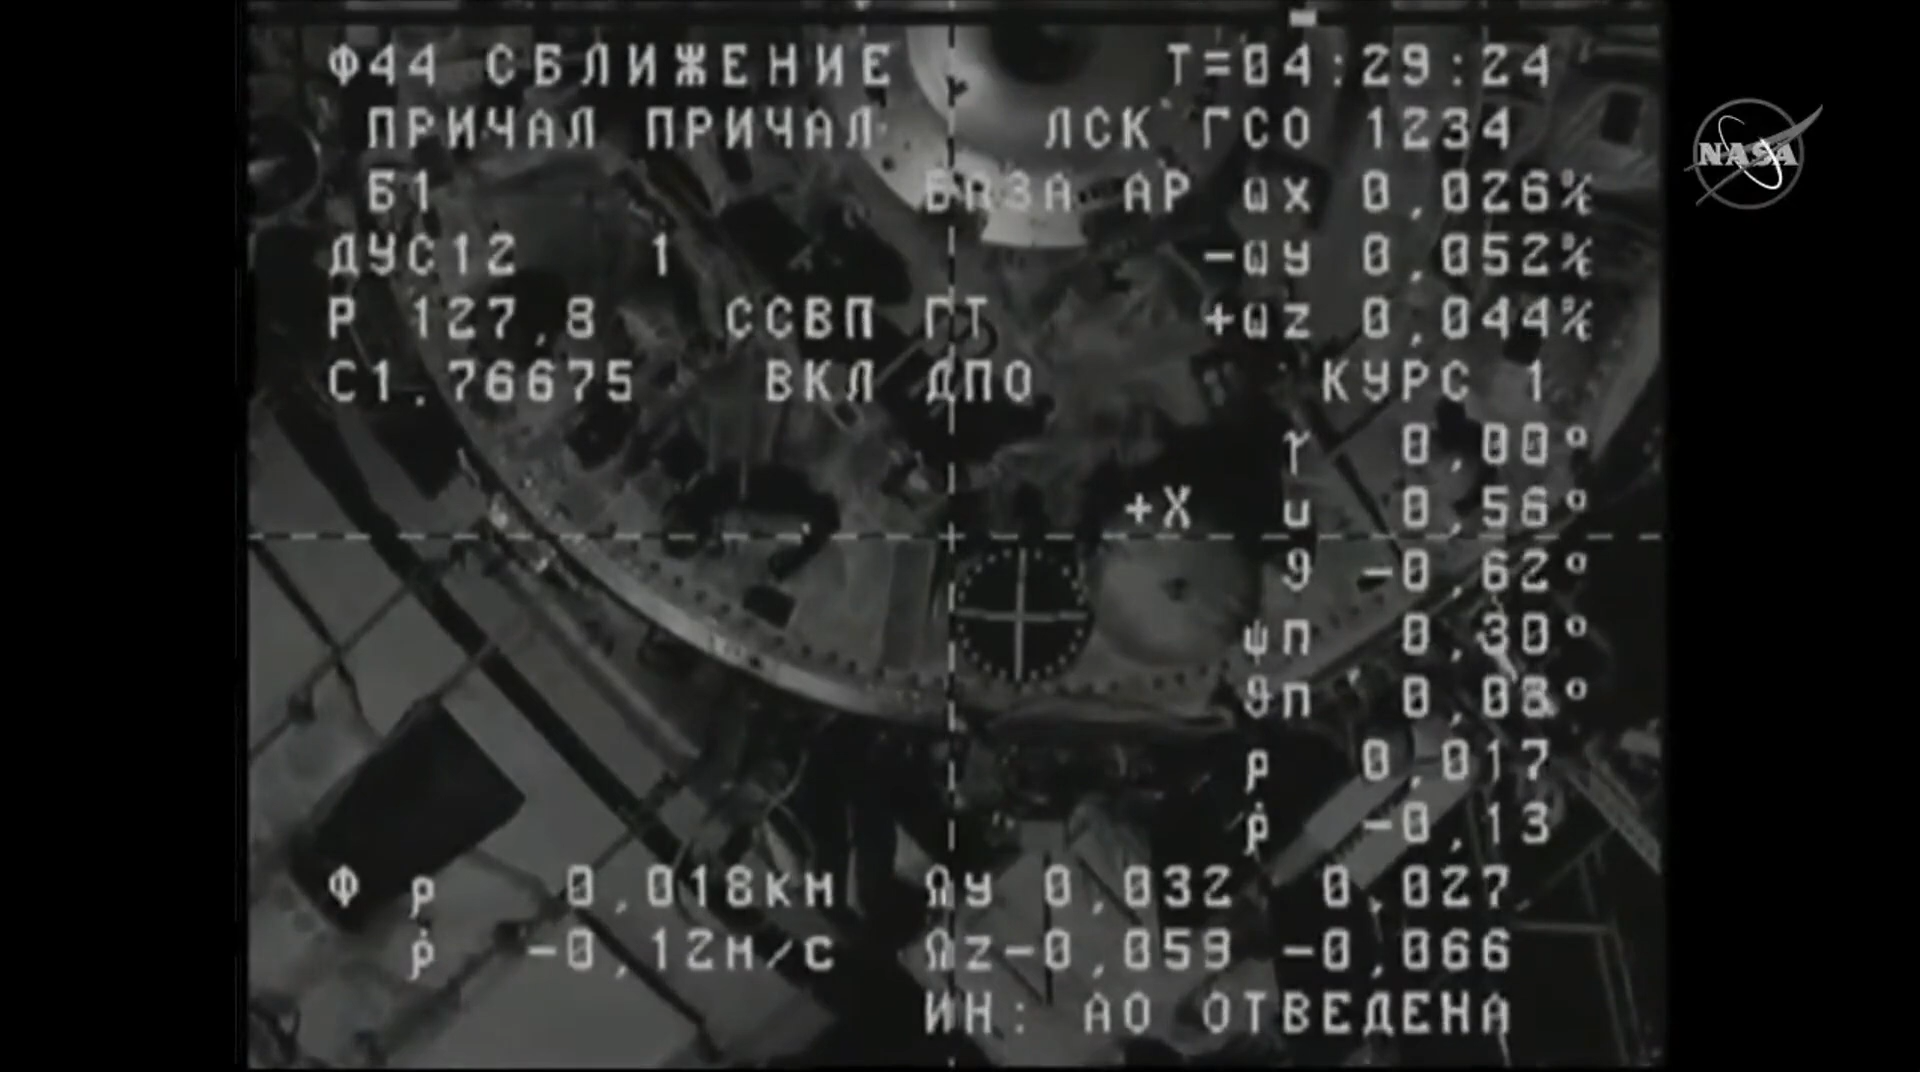 Ф44 СБЛИЖЕНИЕ T=04:29:24
ПРИЧАЛ ПРИЧАЛ ЛСК ГСО 1234
Б1 БАЗА АР ωx 0,026%
ДУС12 1 -ωy 0,052%
Р 127,8 ССВП ГТ +ωz 0,044%
С1.76675 ВКЛ ДПО КУРС 1
γ 0,00°
+X u 0,56°
ϑ -0,62°
ψп 0,30°
ϑп 0,08°
ρ 0,017
ρ̇ -0,13
Ф ρ 0,018км Ωy 0,032 0,027
ρ̇ -0,12м/с Ωz-0,059 -0,066
ИН: АО ОТВЕДЕНА
NASA